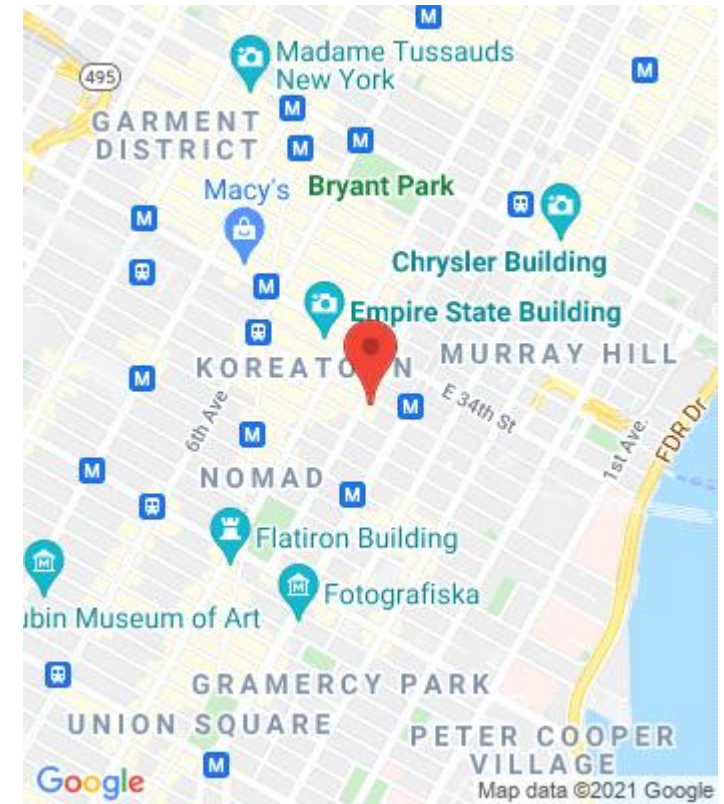 M
Madame Tussauds
New York
M
495
M
GARMENT
DISTRICT
M
M
Macy's
Bryant Park
M
Chrysler Building
M
Empire State Building
KOREATO
N
MURRAY HILL
M
M
E 34th St
6th Ave
M
1st Ave.
FDR Dr
M
NOMAD
M
Flatiron Building
M
Fotografiska
M
ubin Museum of Art
GRAMERCY PARK
UNION SQUARE
PETER COOPER
VILLAGE
M
Google
Map data ©2021 Google